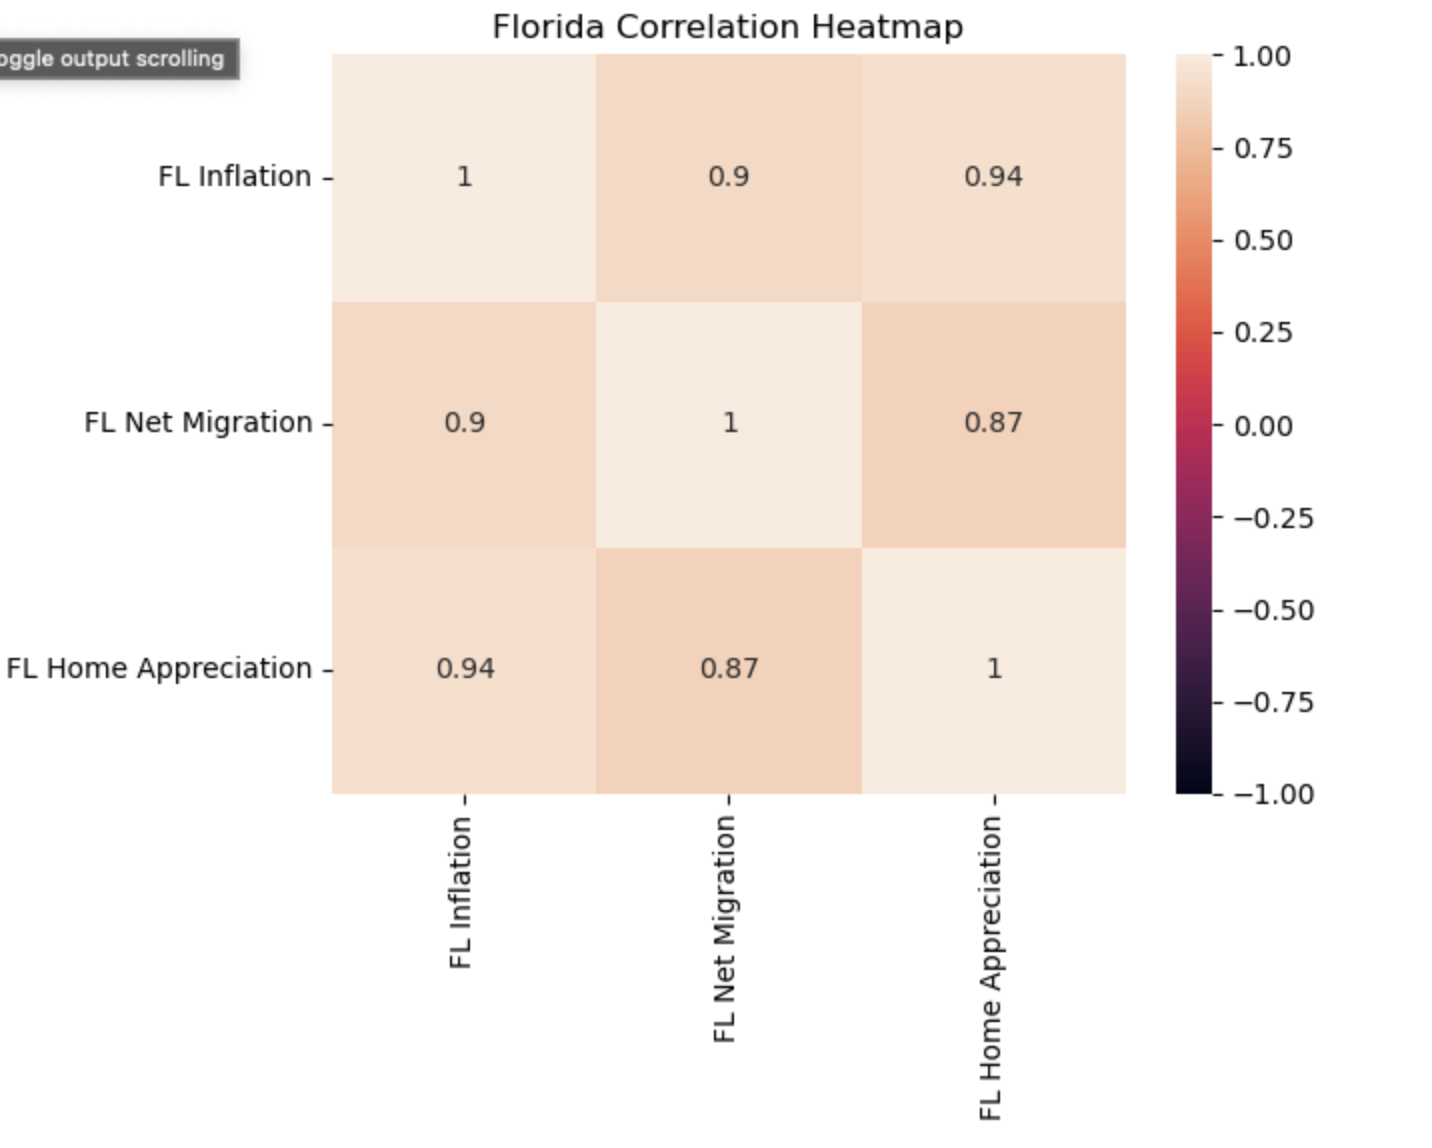 Florida Correlation Heatmap
oggle output scrolling
FL Inflation
1
0.9
0.94
FL Net Migration
0.9
1
0.87
FL Home Appreciation
0.94
0.87
1
FL Inflation
FL Net Migration
FL Home Appreciation
1.00
0.75
0.50
0.25
0.00
−0.25
−0.50
−0.75
−1.00